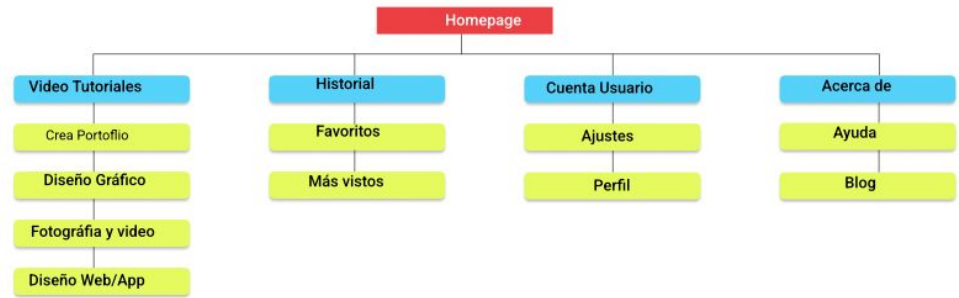 Homepage
Video Tutoriales
Crea Portoflio
Diseño Gráfico
Fotográfia y video
Diseño Web/App
Historial
Favoritos
Más vistos
Cuenta Usuario
Ajustes
Perfil
Acerca de
Ayuda
Blog